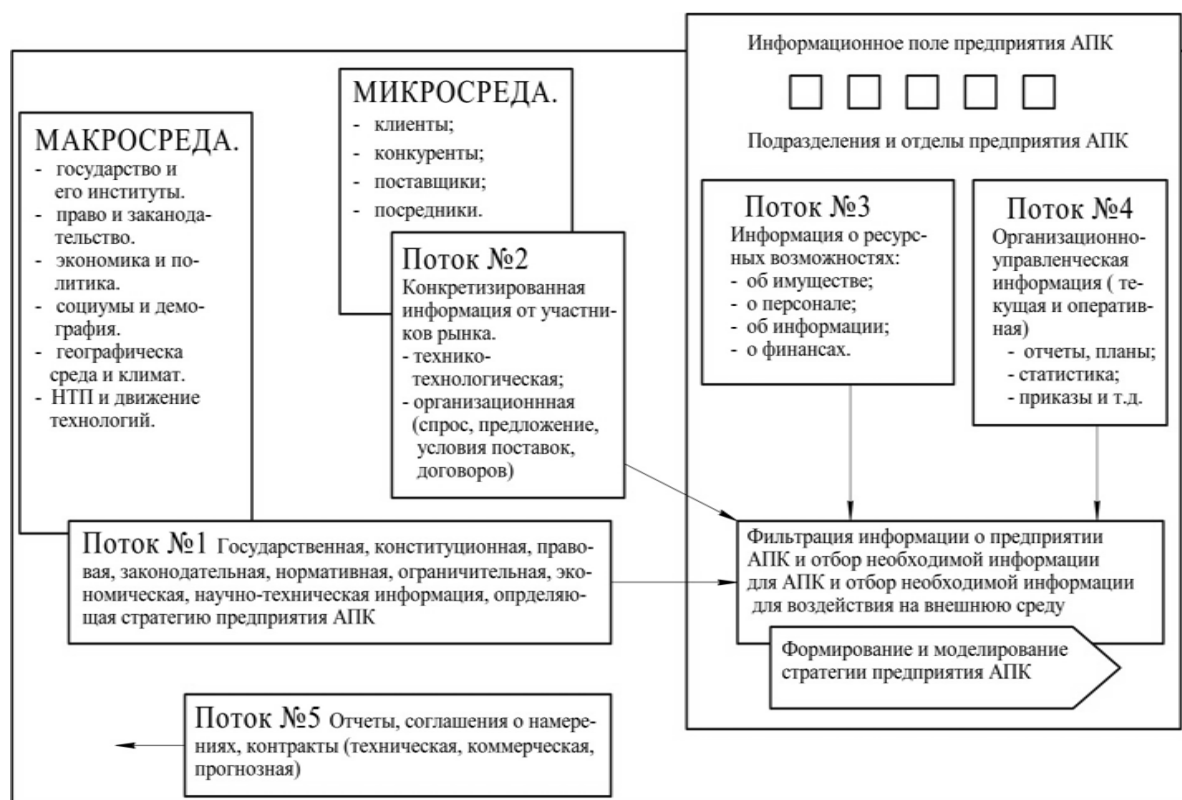 Информационное поле предприятия АПК
Подразделения и отделы предприятия АПК
МАКРОСРЕДА.
- государство и
его институты.
- право и законода-
тельство.
- экономика и по-
литика.
- социумы и демо-
графия.
- географическа
среда и климат.
- НТП и движение
технологий.
МИКРОСРЕДА.
- клиенты;
- конкуренты;
- поставщики;
- посредники.
Поток №2
Конкретизированная
информация от участни-
ков рынка.
- технико-
технологическая;
- организационнная
(спрос, предложение,
условия поставок,
договоров)
Поток №3
Информация о ресурс-
ных возможностях:
- об имуществе;
- о персонале;
- об информации;
- о финансах.
Поток №4
Организационно-
управленческая
информация ( те-
кущая и оператив-
ная)
- отчеты, планы;
- статистика;
- приказы и т.д.
Поток №1 Государственная, конституционная, право-
вая, законодательная, нормативная, ограничительная, эко-
номическая, научно-техническая информация, опрделяю-
щая стратегию предприятия АПК
Фильтрация информации о предприятии
АПК и отбор необходимой информации
для АПК и отбор необходимой информации
для воздействия на внешнюю среду
Формирование и моделирование
стратегии предприятия АПК
Поток №5 Отчеты, соглашения о намере-
ниях, контракты (техническая, коммерческая,
прогнозная)